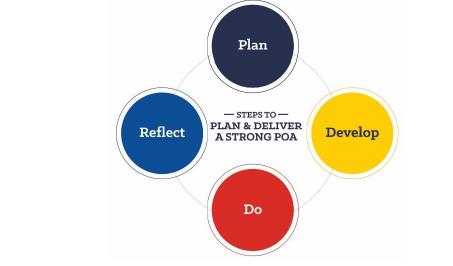 Plan
— STEPS TO —
PLAN & DELIVER
A STRONG POA
Reflect
Develop
Do